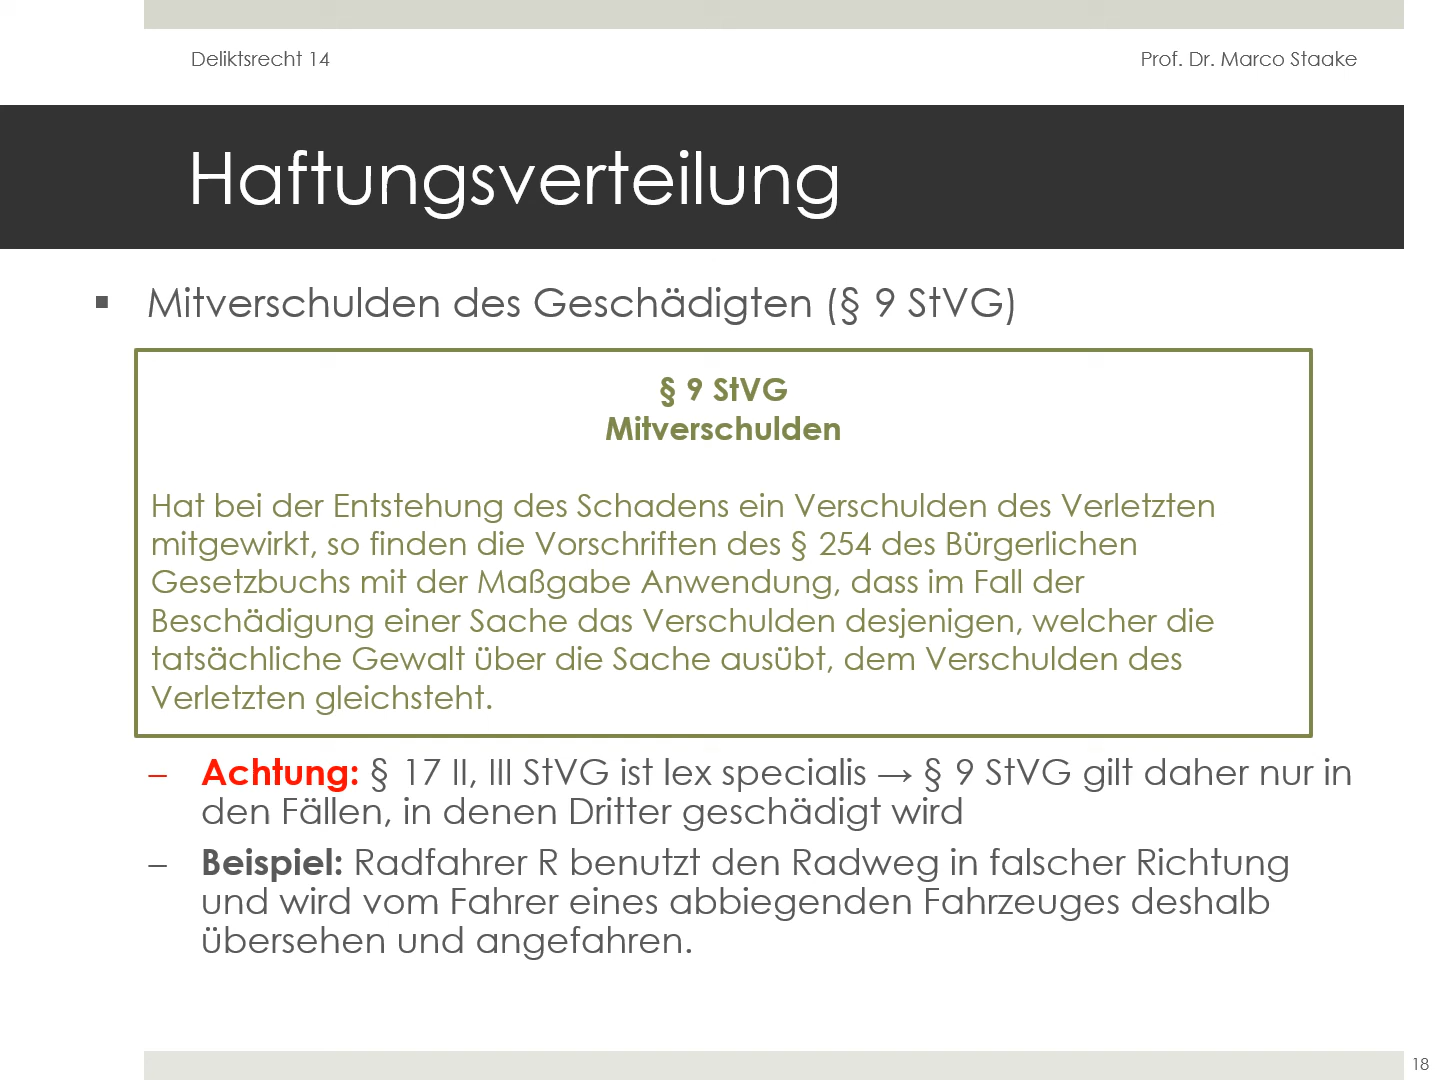 Deliktsrecht 14
Prof. Dr. Marco Staake
Haftungsverteilung
▪ Mitverschulden des Geschädigten (§ 9 StVG)
§ 9 StVG
Mitverschulden
Hat bei der Entstehung des Schadens ein Verschulden des Verletzten
mitgewirkt, so finden die Vorschriften des § 254 des Bürgerlichen
Gesetzbuchs mit der Maßgabe Anwendung, dass im Fall der
Beschädigung einer Sache das Verschulden desjenigen, welcher die
tatsächliche Gewalt über die Sache ausübt, dem Verschulden des
Verletzten gleichsteht.
– Achtung: § 17 II, III StVG ist lex specialis → § 9 StVG gilt daher nur in
den Fällen, in denen Dritter geschädigt wird
– Beispiel: Radfahrer R benutzt den Radweg in falscher Richtung
und wird vom Fahrer eines abbiegenden Fahrzeuges deshalb
übersehen und angefahren.
18